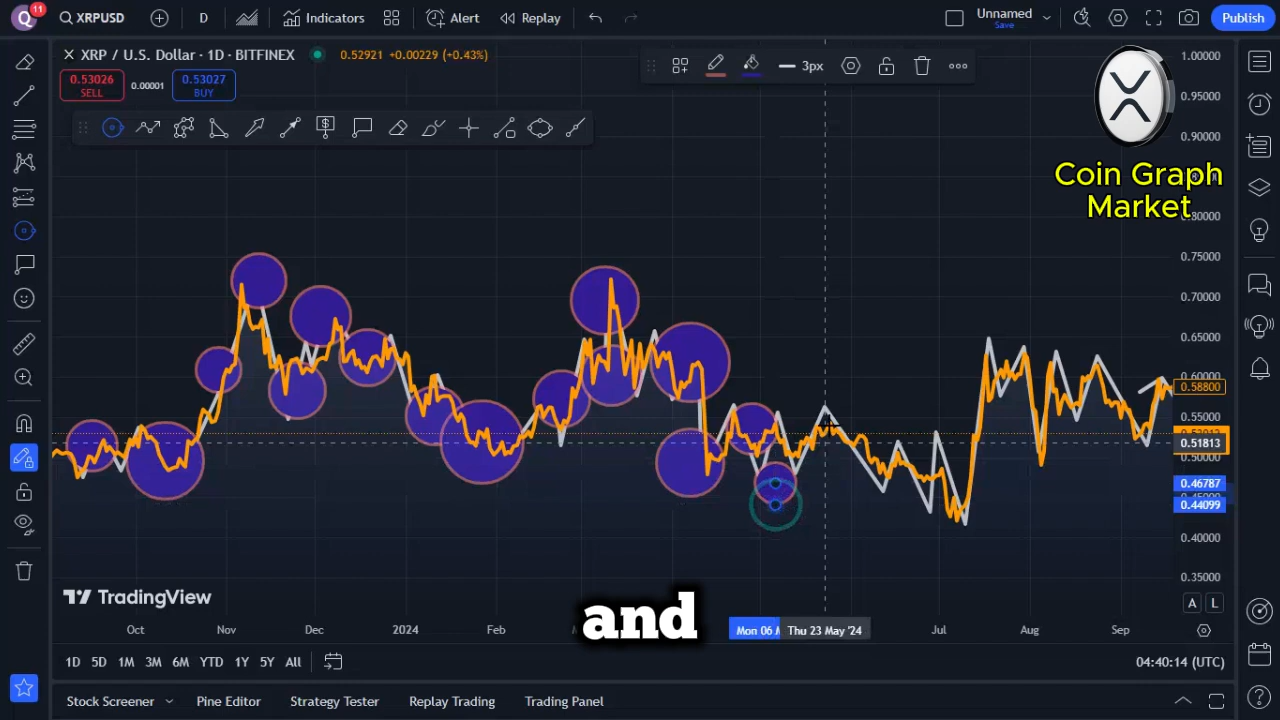 Q
11
XRPUSD
D
Indicators
Alert
Replay
Unnamed
Save
Publish
XRP / U.S. Dollar · 1D · BITFINEX
0.52921 +0.00229 (+0.43%)
0.53026
SELL
0.00001
0.53027
BUY
3px
Coin Graph
Market
1.00000
0.95000
0.90000
0.80000
0.75000
0.70000
0.65000
0.60000
0.58800
0.55000
0.51813
0.50000
0.46787
0.44099
0.40000
0.35000
A
L
TradingView
and
Oct
Nov
Dec
2024
Feb
Mon 06
Thu 23 May '24
Jul
Aug
Sep
1D
5D
1M
3M
6M
YTD
1Y
5Y
All
04:40:14 (UTC)
Stock Screener
Pine Editor
Strategy Tester
Replay Trading
Trading Panel